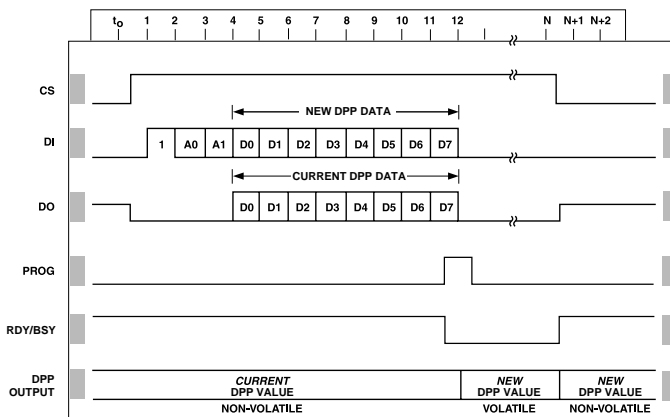 to 1 2 3 4 5 6 7 8 9 10 11 12 N N+1 N+2
CS
NEW DPP DATA
DI 1 A0 A1 D0 D1 D2 D3 D4 D5 D6 D7
CURRENT DPP DATA
DO D0 D1 D2 D3 D4 D5 D6 D7
PROG
RDY/BSY
DPP OUTPUT
CURRENT DPP VALUE
NON-VOLATILE
NEW DPP VALUE
VOLATILE
NEW DPP VALUE
NON-VOLATILE